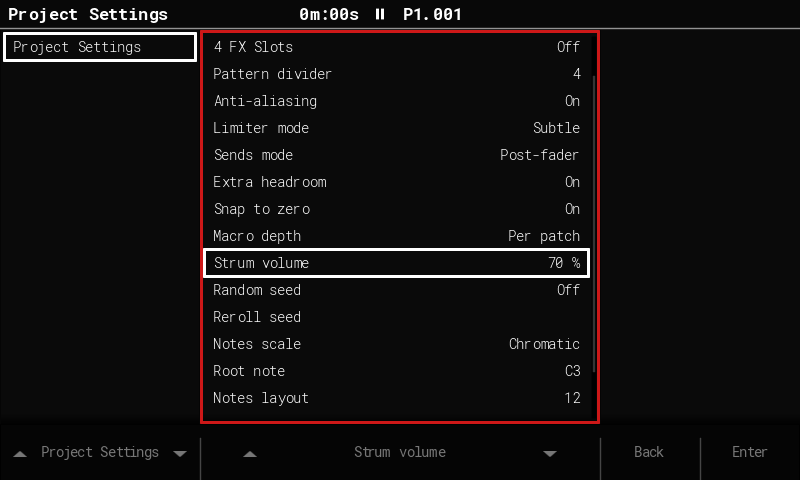 Project Settings 0m:00s P1.001
Project Settings
4 FX Slots Off
Pattern divider 4
Anti-aliasing On
Limiter mode Subtle
Sends mode Post-fader
Extra headroom On
Snap to zero On
Macro depth Per patch
Strum volume 70 %
Random seed Off
Reroll seed
Notes scale Chromatic
Root note C3
Notes layout 12
Project Settings Strum volume Back Enter